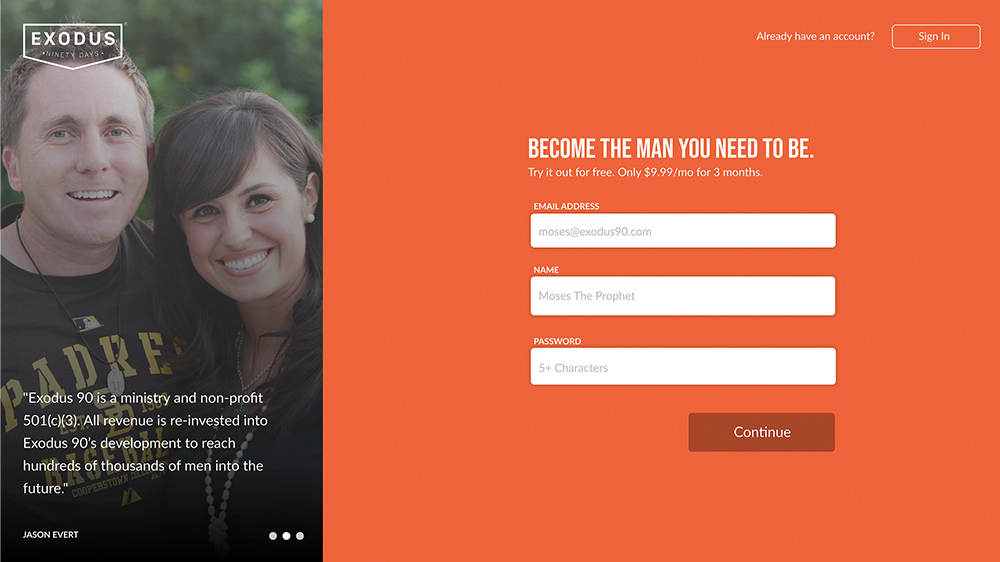 EXODUS®
•NINETY DAYS•
Already have an account?
Sign In
BECOME THE MAN YOU NEED TO BE.
Try it out for free. Only $9.99/mo for 3 months.
EMAIL ADDRESS
moses@exodus90.com
NAME
Moses The Prophet
PASSWORD
5+ Characters
Continue
PADRES
EST. 1969
BASEBALL
COOPERSTOWN
"Exodus 90 is a ministry and non-profit
501(c)(3). All revenue is re-invested into
Exodus 90's development to reach
hundreds of thousands of men into the
future."
JASON EVERT